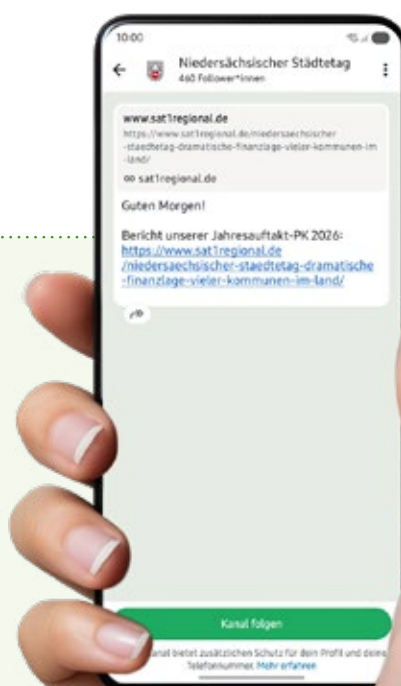 10:00
Niedersächsischer Städtetag
460 Follower*innen
www.sat1regional.de
https://www.sat1regional.de/niedersaechsischer
-staedtetag-dramatische-finanzlage-vieler-kommunen-im
-land/
sat1regional.de
Guten Morgen!
Bericht unserer Jahresauftakt-PK 2026:
https://www.sat1regional.de
/niedersaechsischer-staedtetag-dramatische
-finanzlage-vieler-kommunen-im-land/
Kanal folgen
bietet zusätzlichen Schutz für dein Profil und deine
Telefonnummer. Mehr erfahren